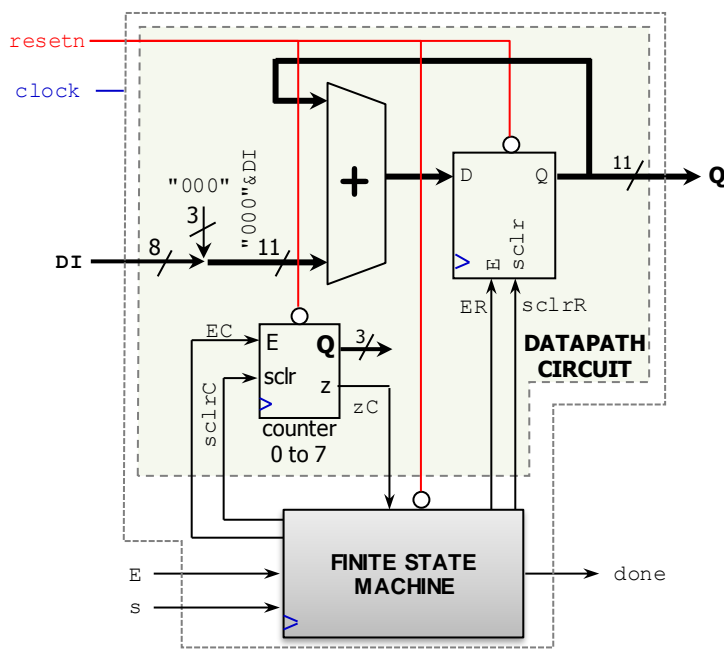 resetn
clock
"000"
3
"000"&DI
8
11
DI
+
D
Q
E
sclr
11
Q
ER
sclrR
DATAPATH
CIRCUIT
EC
sclrC
E
Q
3
sclr
z
zC
counter
0 to 7
FINITE STATE
MACHINE
E
s
done